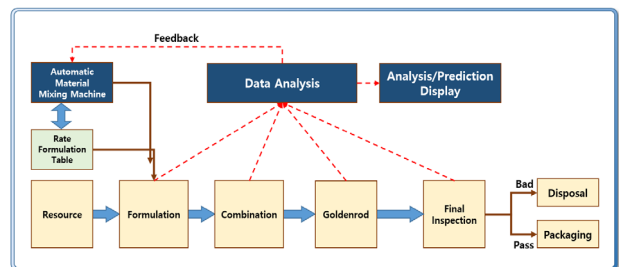 Feedback
Automatic
Material
Mixing Machine
Data Analysis
Analysis/Prediction
Display
Rate
Formulation
Table
Resource
Formulation
Combination
Goldenrod
Final
Inspection
Bad
Disposal
Pass
Packaging